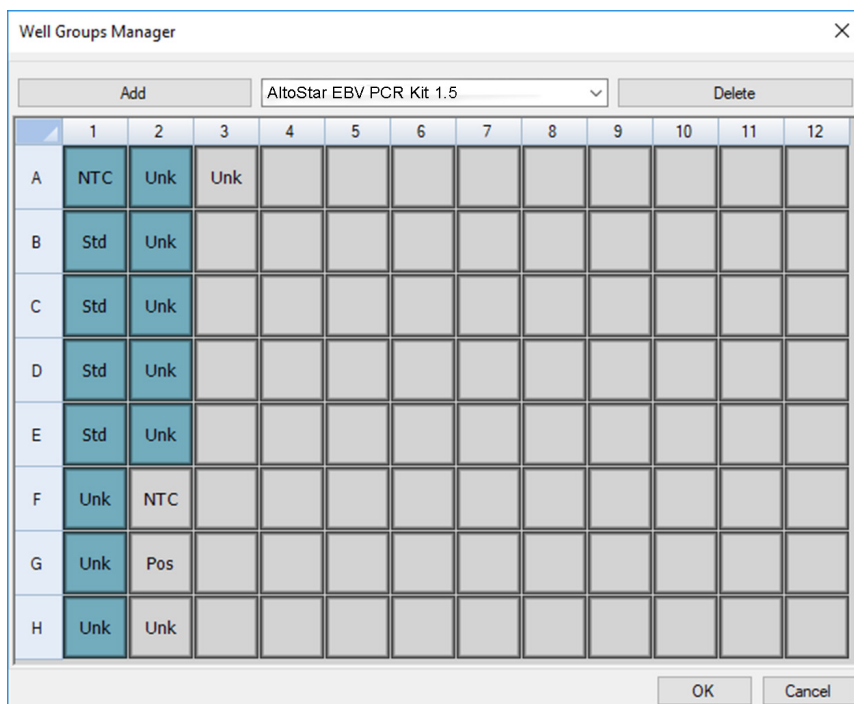 Well Groups Manager
Add AltoStar EBV PCR Kit 1.5 Delete
1 2 3 4 5 6 7 8 9 10 11 12
A NTC Unk Unk
B Std Unk
C Std Unk
D Std Unk
E Std Unk
F Unk NTC
G Unk Pos
H Unk Unk
OK Cancel